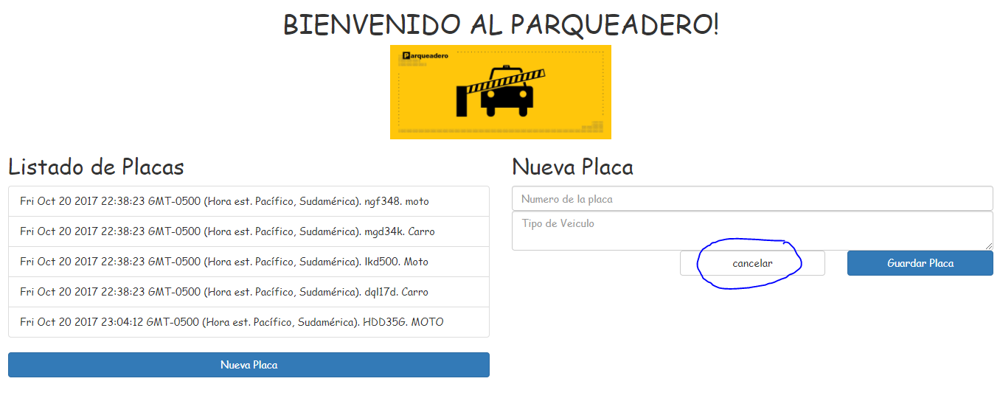 BIENVENIDO AL PARQUEADERO!
Parqueadero
Listado de Placas
Fri Oct 20 2017 22:38:23 GMT-0500 (Hora est. Pacífico, Sudamérica). ngf348. moto
Fri Oct 20 2017 22:38:23 GMT-0500 (Hora est. Pacífico, Sudamérica). mgd34k. Carro
Fri Oct 20 2017 22:38:23 GMT-0500 (Hora est. Pacífico, Sudamérica). lkd500. Moto
Fri Oct 20 2017 22:38:23 GMT-0500 (Hora est. Pacífico, Sudamérica). dql17d. Carro
Fri Oct 20 2017 23:04:12 GMT-0500 (Hora est. Pacífico, Sudamérica). HDD35G. MOTO
Nueva Placa
Nueva Placa
Numero de la placa
Tipo de Veiculo
cancelar
Guardar Placa